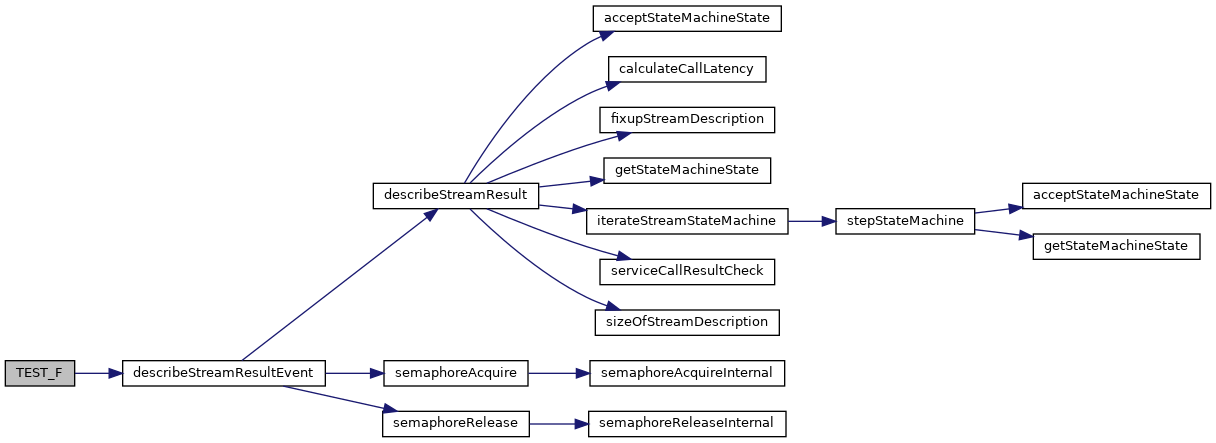 acceptStateMachineState
calculateCallLatency
fixupStreamDescription
getStateMachineState
describeStreamResult
acceptStateMachineState
iterateStreamStateMachine
stepStateMachine
getStateMachineState
serviceCallResultCheck
sizeOfStreamDescription
TEST_F
describeStreamResultEvent
semaphoreAcquire
semaphoreAcquireInternal
semaphoreRelease
semaphoreReleaseInternal